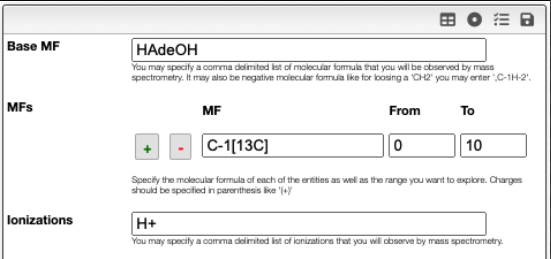 Base MF
HAdeOH
You may specify a comma delimited list of molecular formula that you will be observed by mass
spectrometry. It may also be negative molecular formula like for loosing a 'CH2' you may enter ',C-1H-2'.
MFs
MF From To
+ - C-1[13C] 0 10
Specify the molecular formula of each of the entities as well as the range you want to explore. Charges
should be specified in parenthesis like '(+)'
Ionizations
H+
You may specify a comma delimited list of ionizations that you will observe by mass spectrometry.